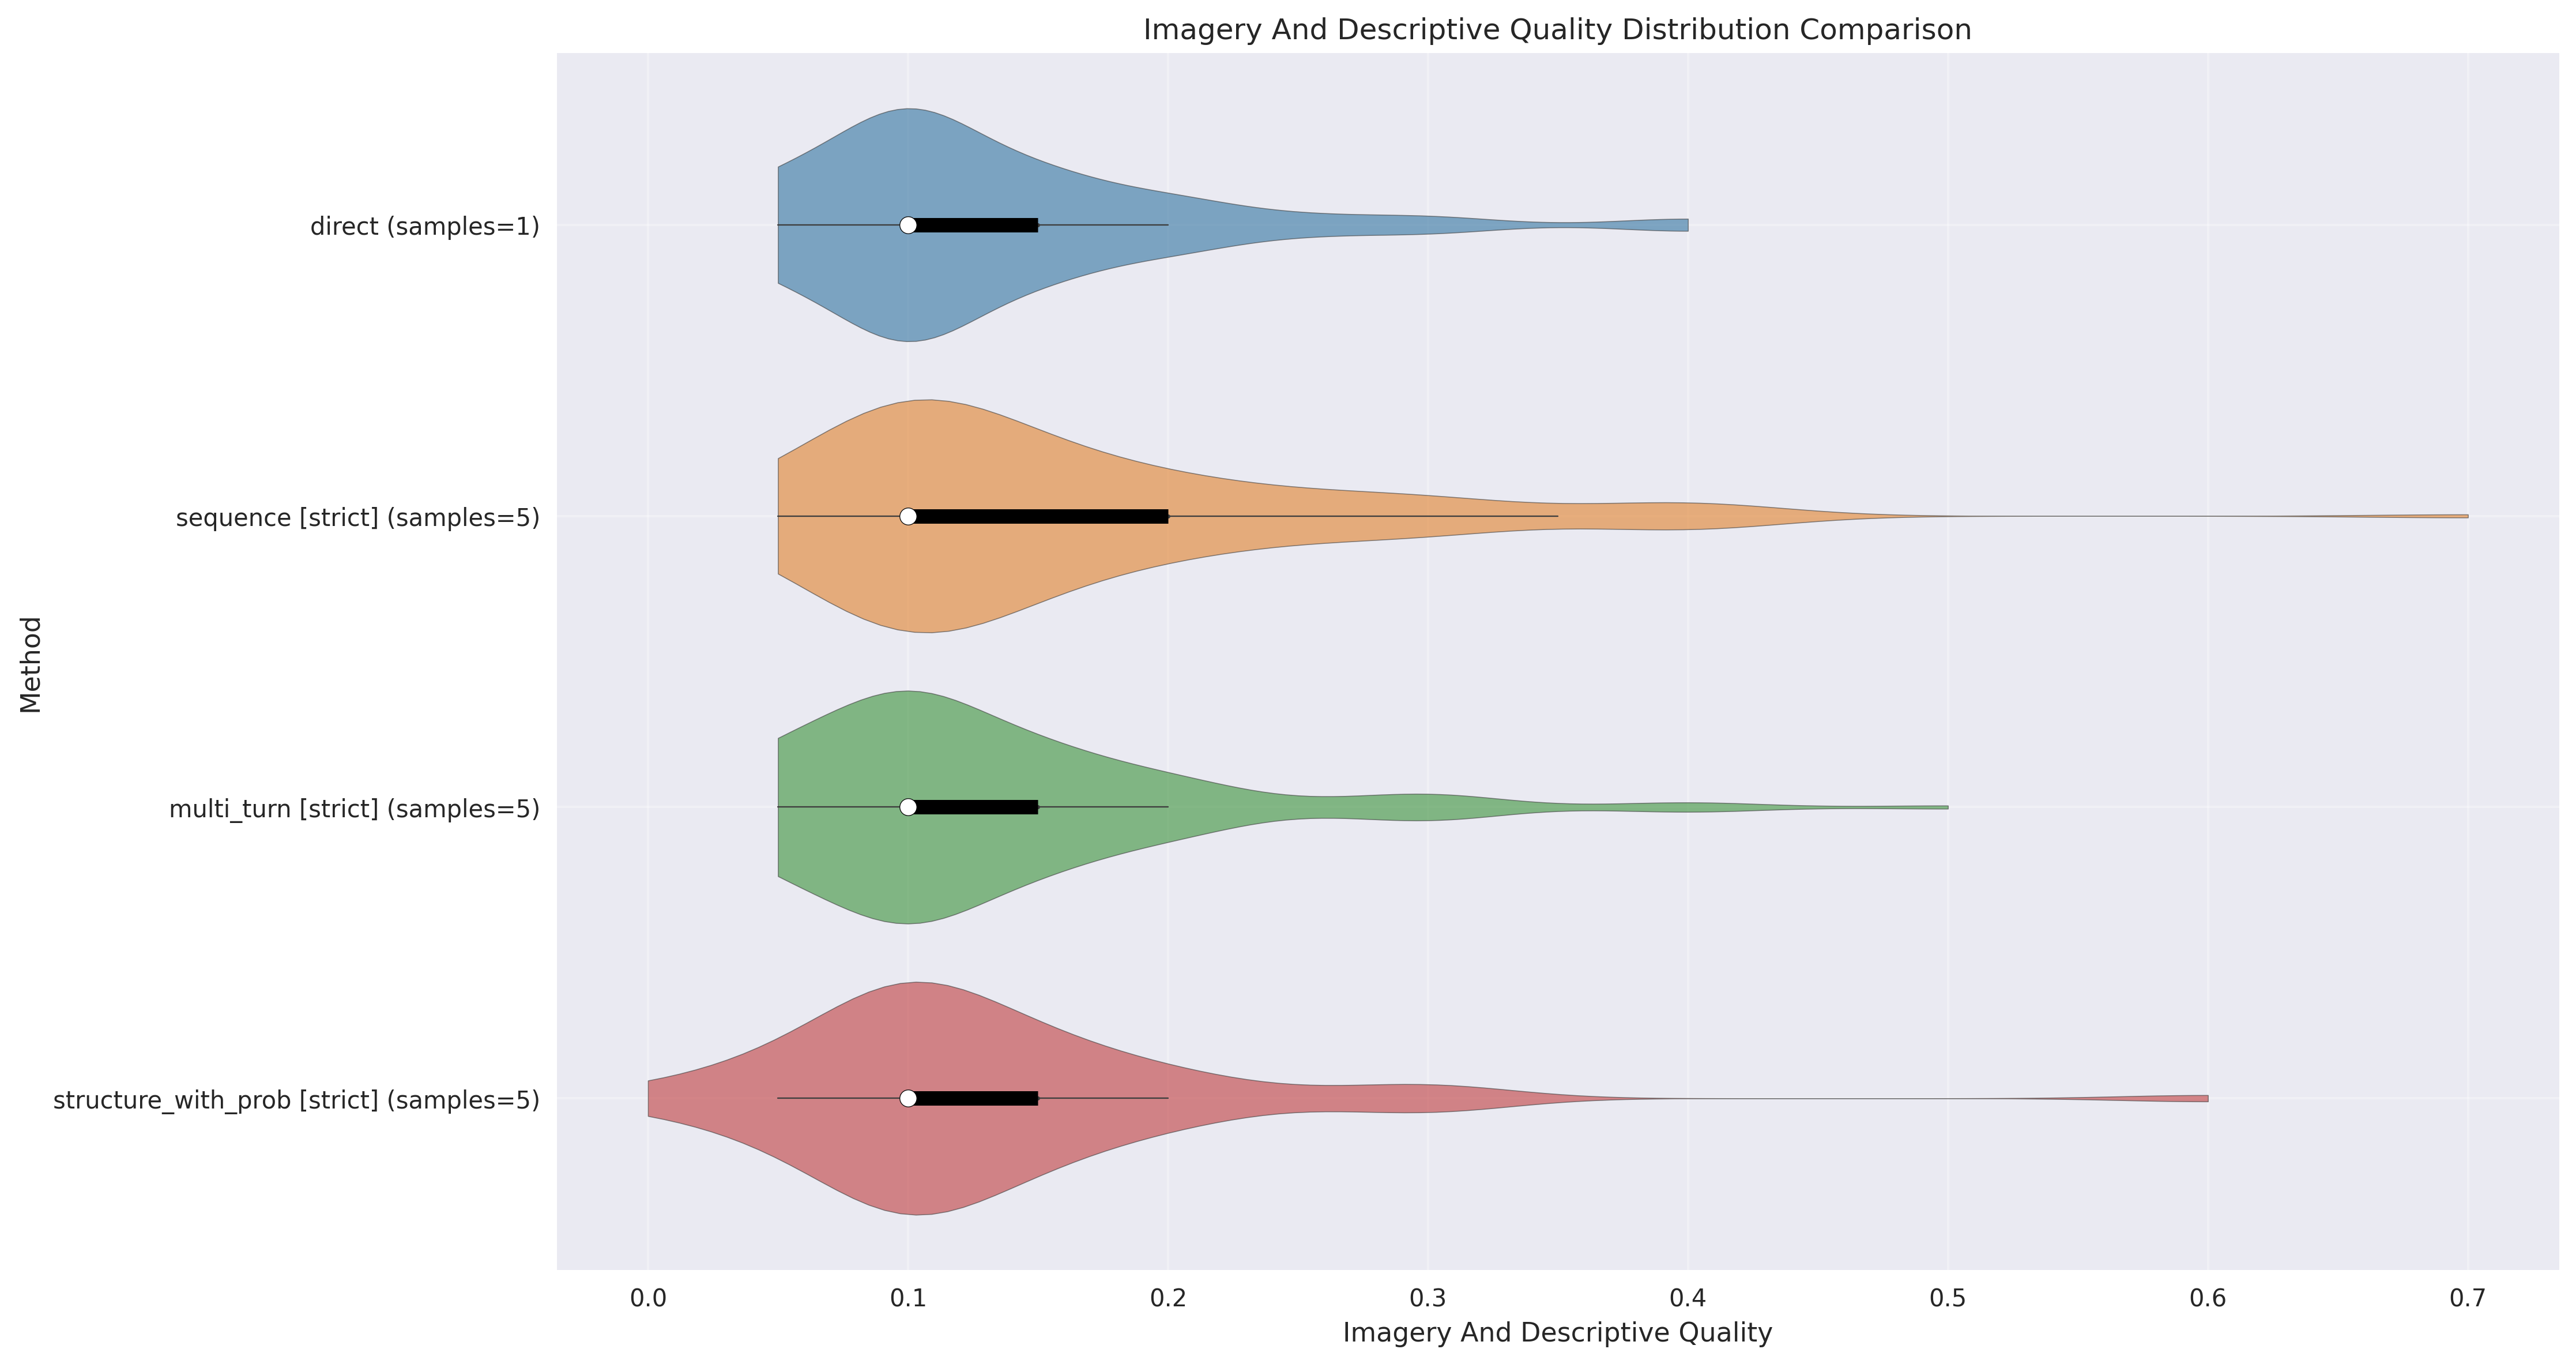 Imagery And Descriptive Quality Distribution Comparison
direct (samples=1)
sequence [strict] (samples=5)
Method
multi_turn [strict] (samples=5)
structure_with_prob [strict] (samples=5)
0.0 0.1 0.2 0.3 0.4 0.5 0.6 0.7
Imagery And Descriptive Quality